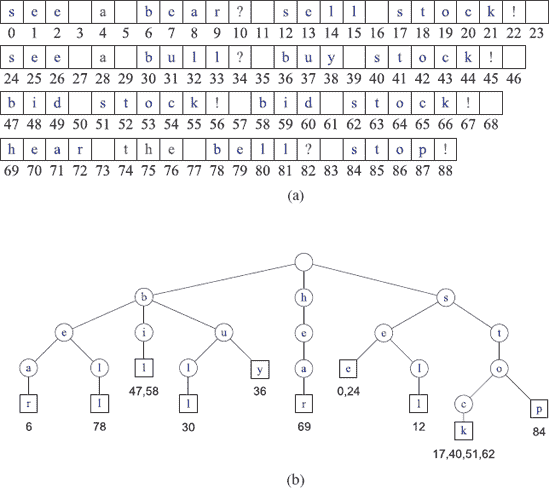 s e e a b e a r ? s e l l s t o c k !
0 1 2 3 4 5 6 7 8 9 10 11 12 13 14 15 16 17 18 19 20 21 22 23
s e e a b u l l ? b u y s t o c k !
24 25 26 27 28 29 30 31 32 33 34 35 36 37 38 39 40 41 42 43 44 45 46
b i d s t o c k ! b i d s t o c k !
47 48 49 50 51 52 53 54 55 56 57 58 59 60 61 62 63 64 65 66 67 68
h e a r t h e b e l l ? s t o p !
69 70 71 72 73 74 75 76 77 78 79 80 81 82 83 84 85 86 87 88
(a)
b h s
e i u e e t
a l l l y a e l o
47,58 36 0,24
r l l r l c p
6 78 30 69 12 84
k
17,40,51,62
(b)